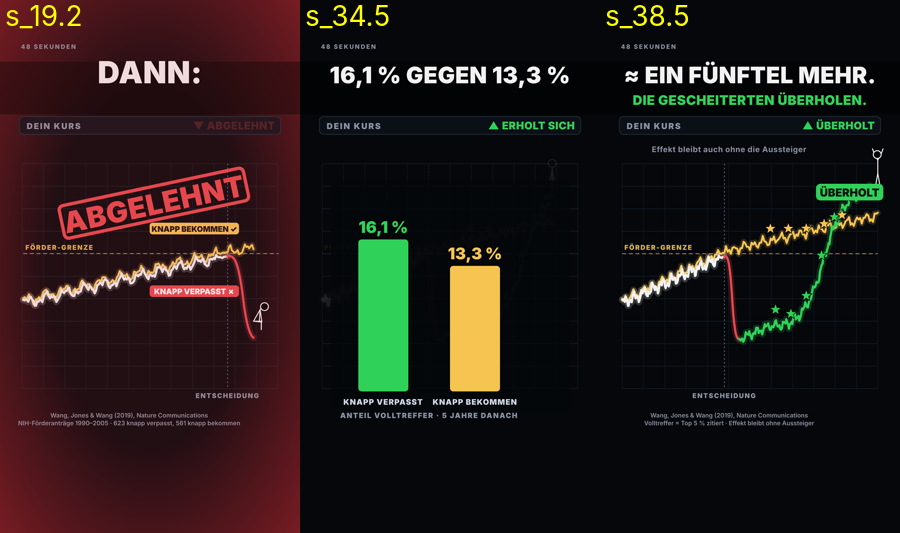 s_19.2
48 SEKUNDEN
DANN:
DEIN KURS
▼ ABGELEHNT
ABGELEHNT
KNAPP BEKOMMEN ✓
FÖRDER-GRENZE
KNAPP VERPASST ×
ENTSCHEIDUNG
Wang, Jones & Wang (2019), Nature Communications
NIH-Förderanträge 1990–2005 · 623 knapp verpasst, 561 knapp bekommen
s_34.5
48 SEKUNDEN
16,1 % GEGEN 13,3 %
DEIN KURS
▲ ERHOLT SICH
16,1 %
13,3 %
KNAPP VERPASST
KNAPP BEKOMMEN
ANTEIL VOLLTREFFER · 5 JAHRE DANACH
s_38.5
48 SEKUNDEN
≈ EIN FÜNFTEL MEHR.
DIE GESCHEITERTEN ÜBERHOLEN.
DEIN KURS
▲ ÜBERHOLT
Effekt bleibt auch ohne die Aussteiger
ÜBERHOLT
FÖRDER-GRENZE
ENTSCHEIDUNG
Wang, Jones & Wang (2019), Nature Communications
Volltreffer = Top 5 % zitiert · Effekt bleibt ohne Aussteiger